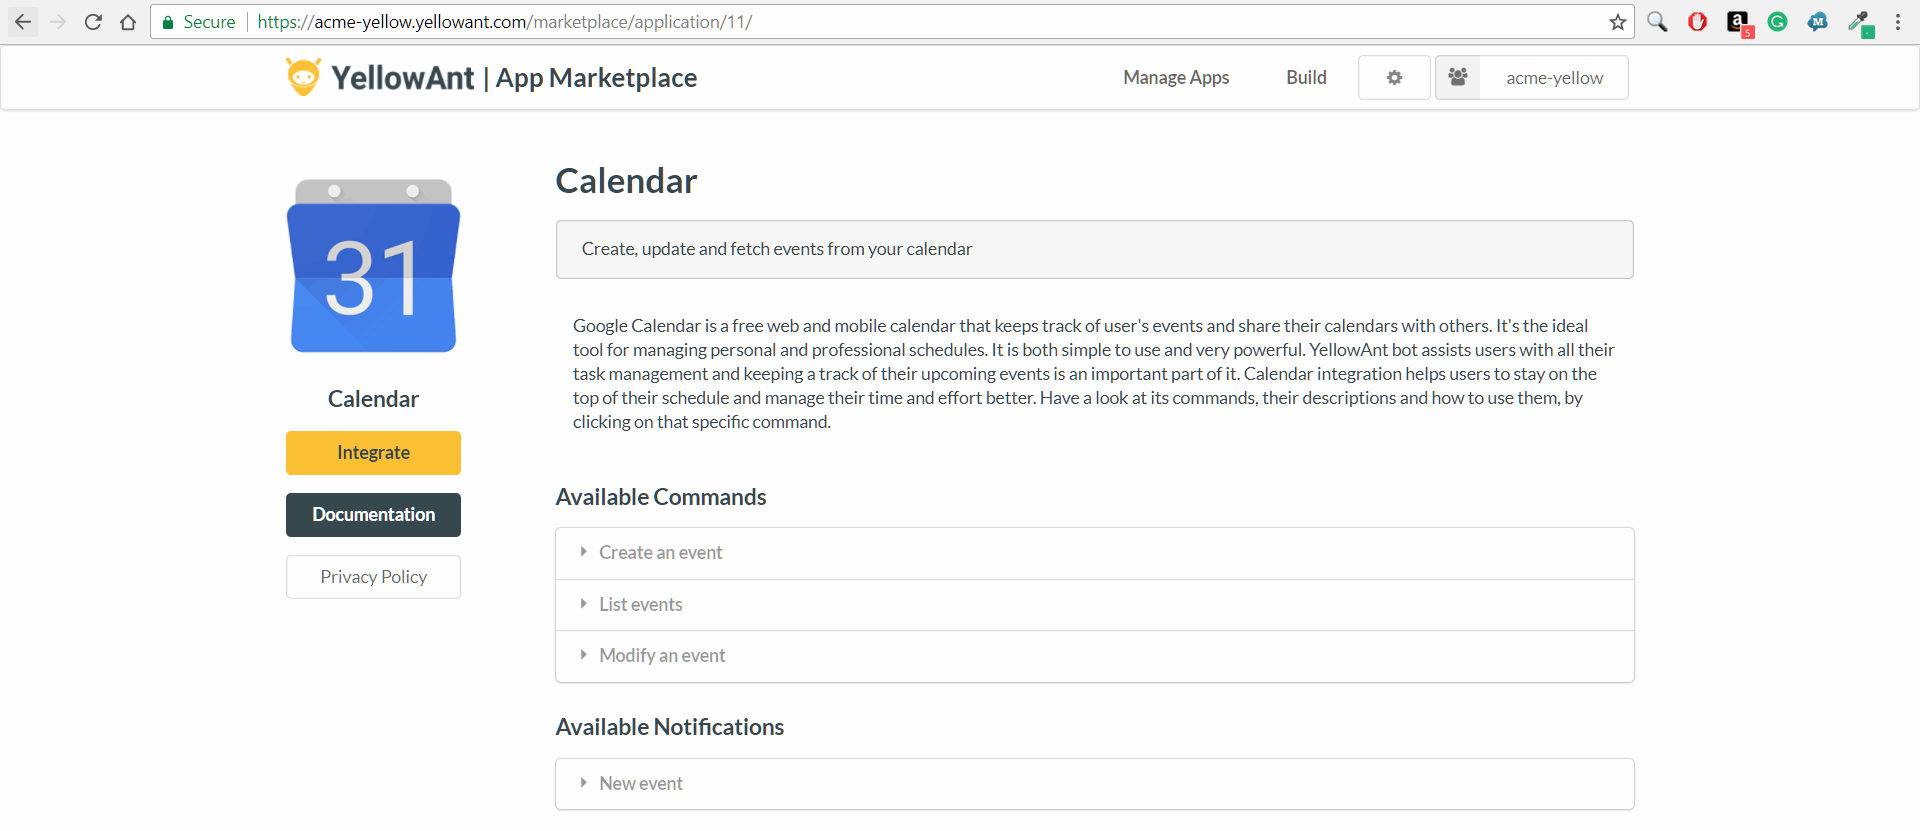 Secure https://acme-yellow.yellowant.com/marketplace/application/11/
5
M
YellowAnt | App Marketplace
Manage Apps
Build
acme-yellow
31
Calendar
Integrate
Documentation
Privacy Policy
Calendar
Create, update and fetch events from your calendar
Google Calendar is a free web and mobile calendar that keeps track of user's events and share their calendars with others. It's the ideal
tool for managing personal and professional schedules. It is both simple to use and very powerful. YellowAnt bot assists users with all their
task management and keeping a track of their upcoming events is an important part of it. Calendar integration helps users to stay on the
top of their schedule and manage their time and effort better. Have a look at its commands, their descriptions and how to use them, by
clicking on that specific command.
Available Commands
Create an event
List events
Modify an event
Available Notifications
New event